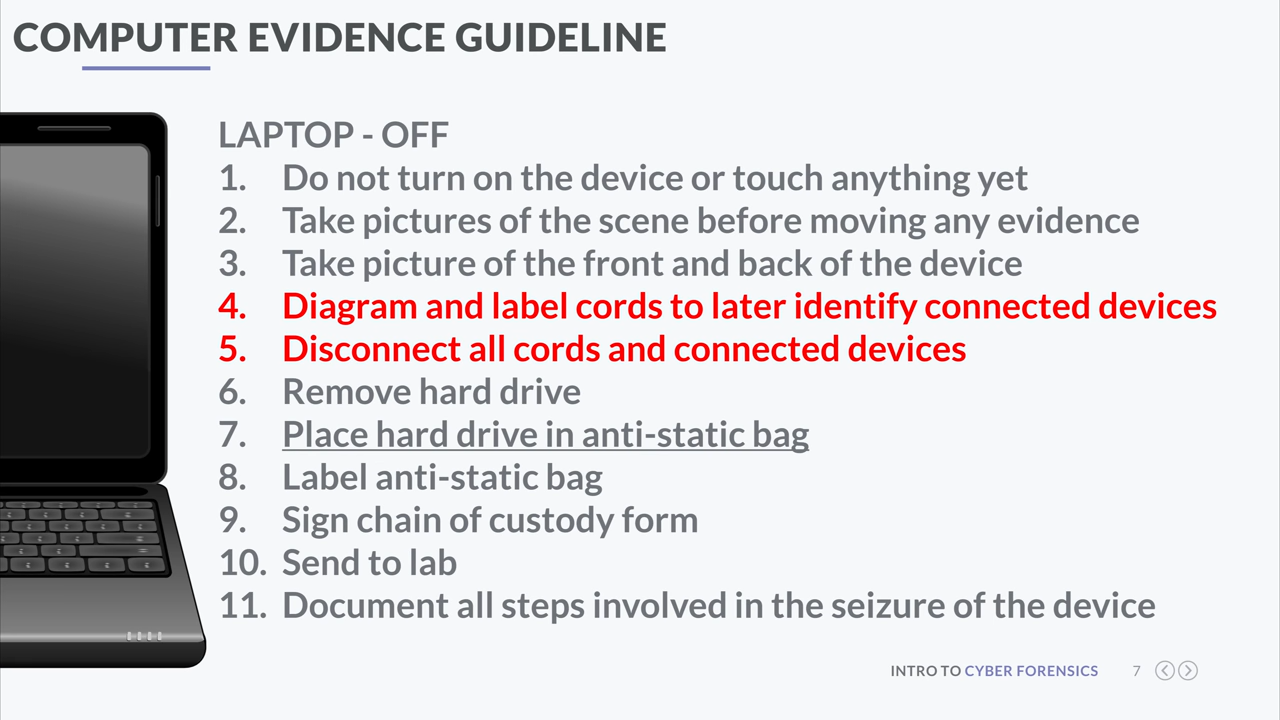 COMPUTER EVIDENCE GUIDELINE
LAPTOP - OFF
1. Do not turn on the device or touch anything yet
2. Take pictures of the scene before moving any evidence
3. Take picture of the front and back of the device
4. Diagram and label cords to later identify connected devices
5. Disconnect all cords and connected devices
6. Remove hard drive
7. Place hard drive in anti-static bag
8. Label anti-static bag
9. Sign chain of custody form
10. Send to lab
11. Document all steps involved in the seizure of the device
INTRO TO CYBER FORENSICS 7